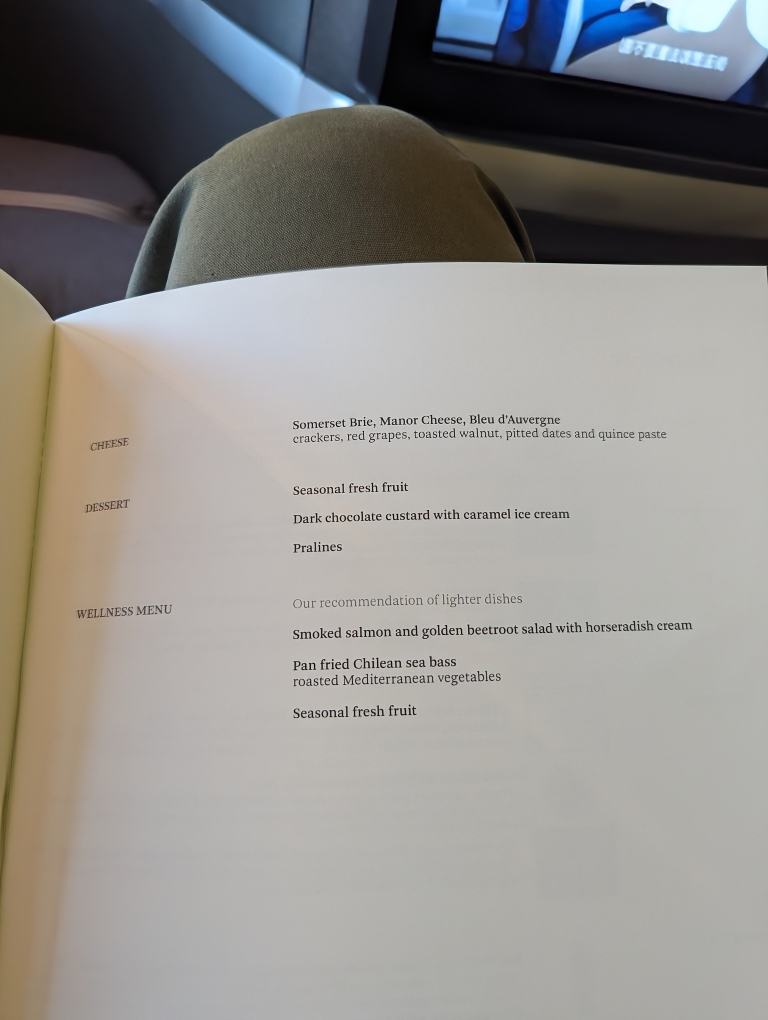 CHEESE
Somerset Brie, Manor Cheese, Bleu d'Auvergne
crackers, red grapes, toasted walnut, pitted dates and quince paste
DESSERT
Seasonal fresh fruit
Dark chocolate custard with caramel ice cream
Pralines
WELLNESS MENU
Our recommendation of lighter dishes
Smoked salmon and golden beetroot salad with horseradish cream
Pan fried Chilean sea bass
roasted Mediterranean vegetables
Seasonal fresh fruit